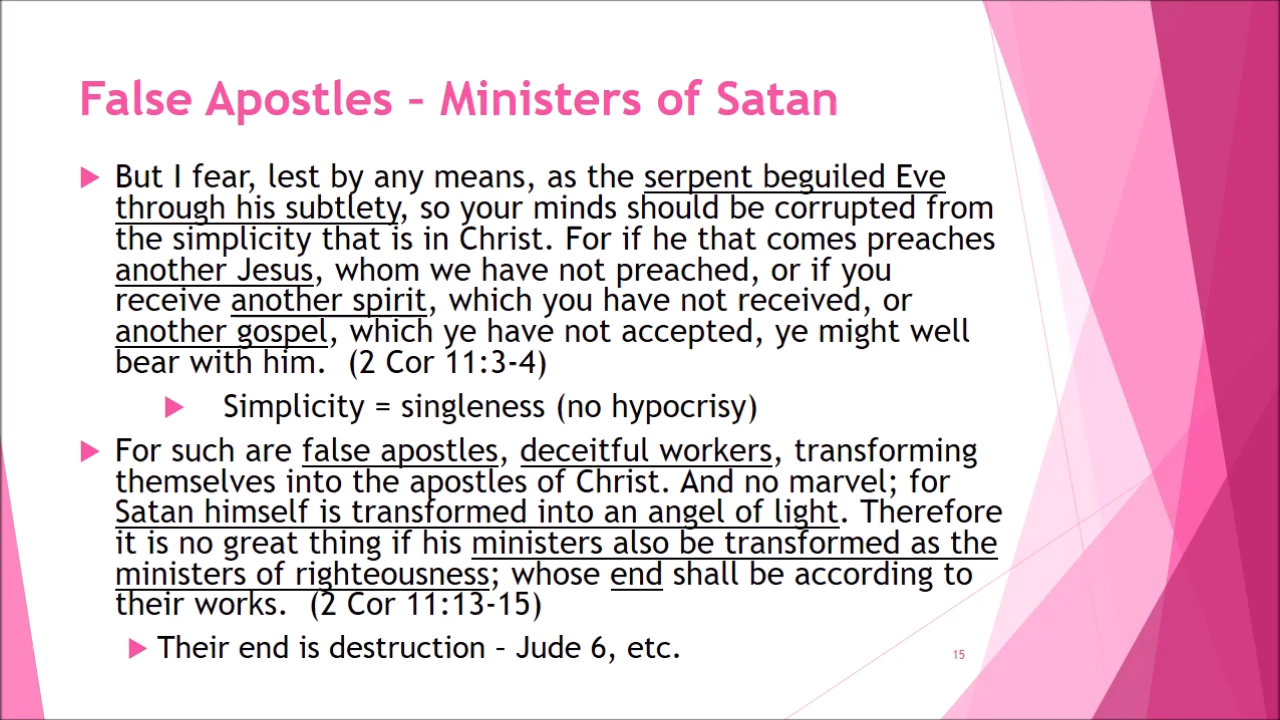 False Apostles – Ministers of Satan
But I fear, lest by any means, as the serpent beguiled Eve
through his subtlety, so your minds should be corrupted from
the simplicity that is in Christ. For if he that comes preaches
another Jesus, whom we have not preached, or if you
receive another spirit, which you have not received, or
another gospel, which ye have not accepted, ye might well
bear with him. (2 Cor 11:3-4)
Simplicity = singleness (no hypocrisy)
For such are false apostles, deceitful workers, transforming
themselves into the apostles of Christ. And no marvel; for
Satan himself is transformed into an angel of light. Therefore
it is no great thing if his ministers also be transformed as the
ministers of righteousness; whose end shall be according to
their works. (2 Cor 11:13-15)
Their end is destruction – Jude 6, etc.
15